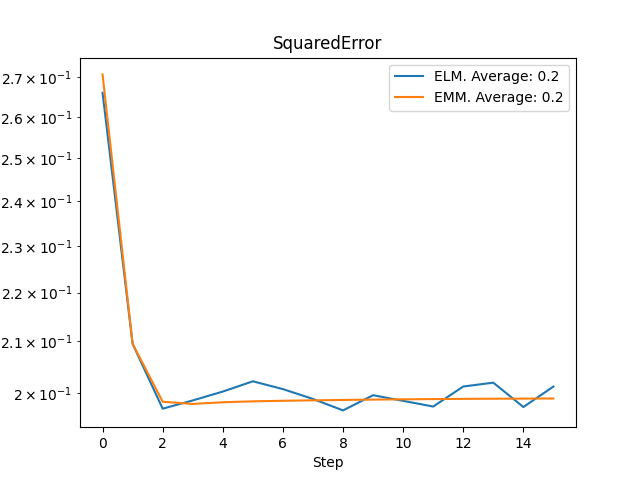 SquaredError
ELM. Average: 0.2
EMM. Average: 0.2
2.7 × 10⁻¹
2.6 × 10⁻¹
2.5 × 10⁻¹
2.4 × 10⁻¹
2.3 × 10⁻¹
2.2 × 10⁻¹
2.1 × 10⁻¹
2 × 10⁻¹
0 2 4 6 8 10 12 14
Step